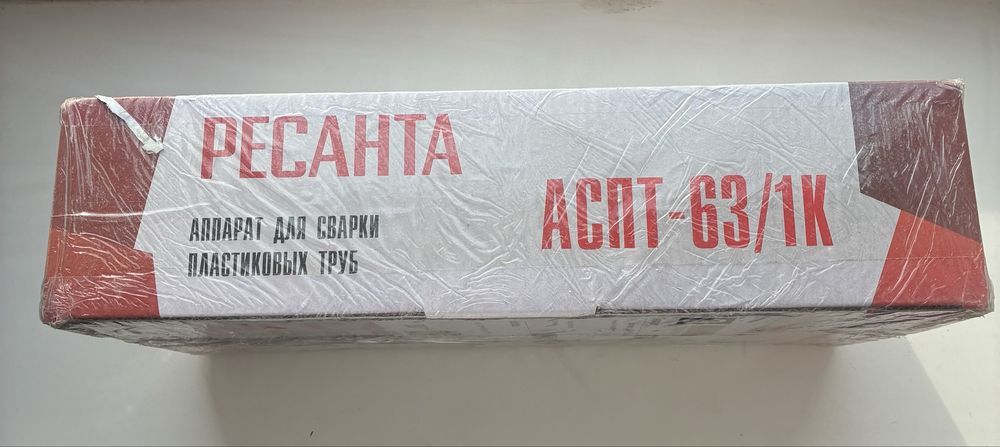 РЕСАНТА
АППАРАТ ДЛЯ СВАРКИ
ПЛАСТИКОВЫХ ТРУБ
АСПТ-63/1К